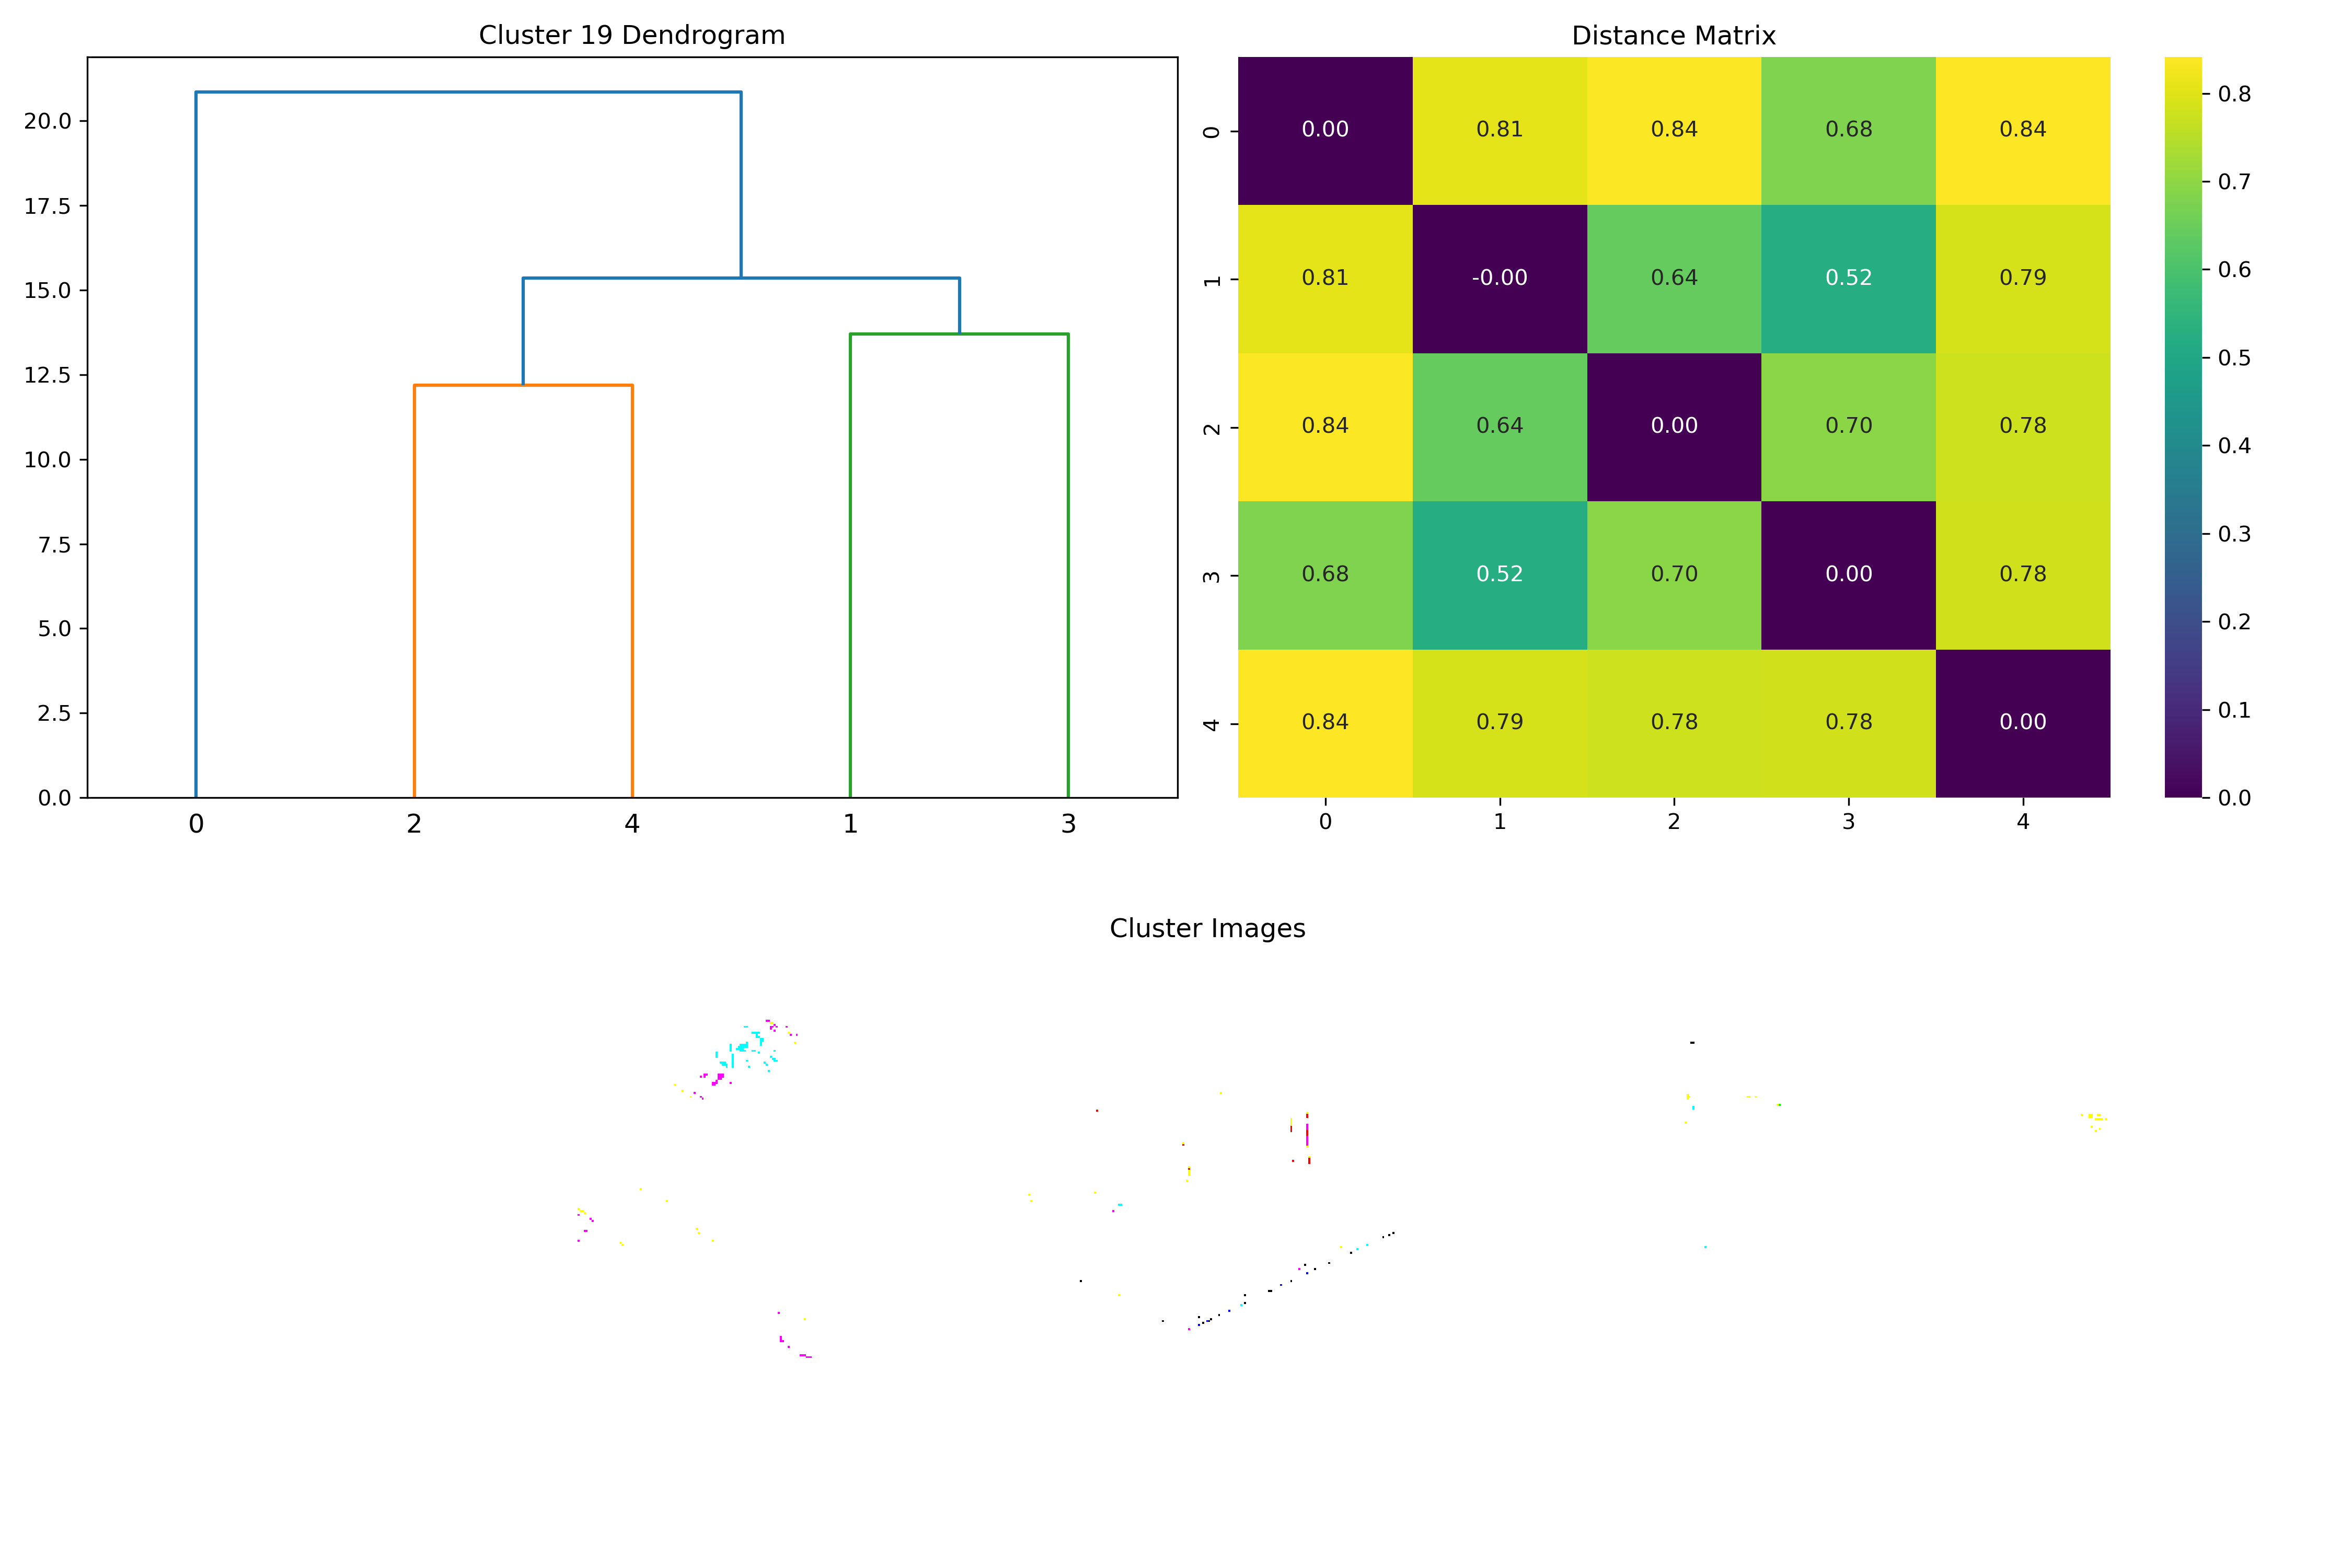 Cluster 19 Dendrogram
20.0
17.5
15.0
12.5
10.0
7.5
5.0
2.5
0.0
0 2 4 1 3
Distance Matrix
0 0.00 0.81 0.84 0.68 0.84
1 0.81 -0.00 0.64 0.52 0.79
2 0.84 0.64 0.00 0.70 0.78
3 0.68 0.52 0.70 0.00 0.78
4 0.84 0.79 0.78 0.78 0.00
0 1 2 3 4
0.8
0.7
0.6
0.5
0.4
0.3
0.2
0.1
0.0
Cluster Images